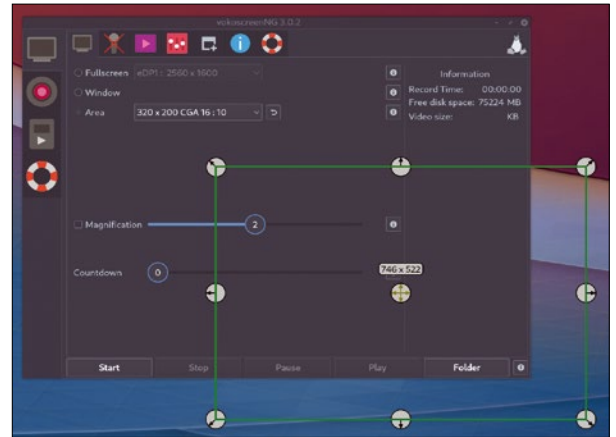 vokoscreenNG 3.0.2
Fullscreen eDP1 : 2560 x 1600
Window
Area 320 x 200 CGA 16 : 10
Information
Record Time: 00:00:00
Free disk space: 75224 MB
Video size: KB
Magnification 2
Countdown 0
746 x 522
Start Stop Pause Play Folder